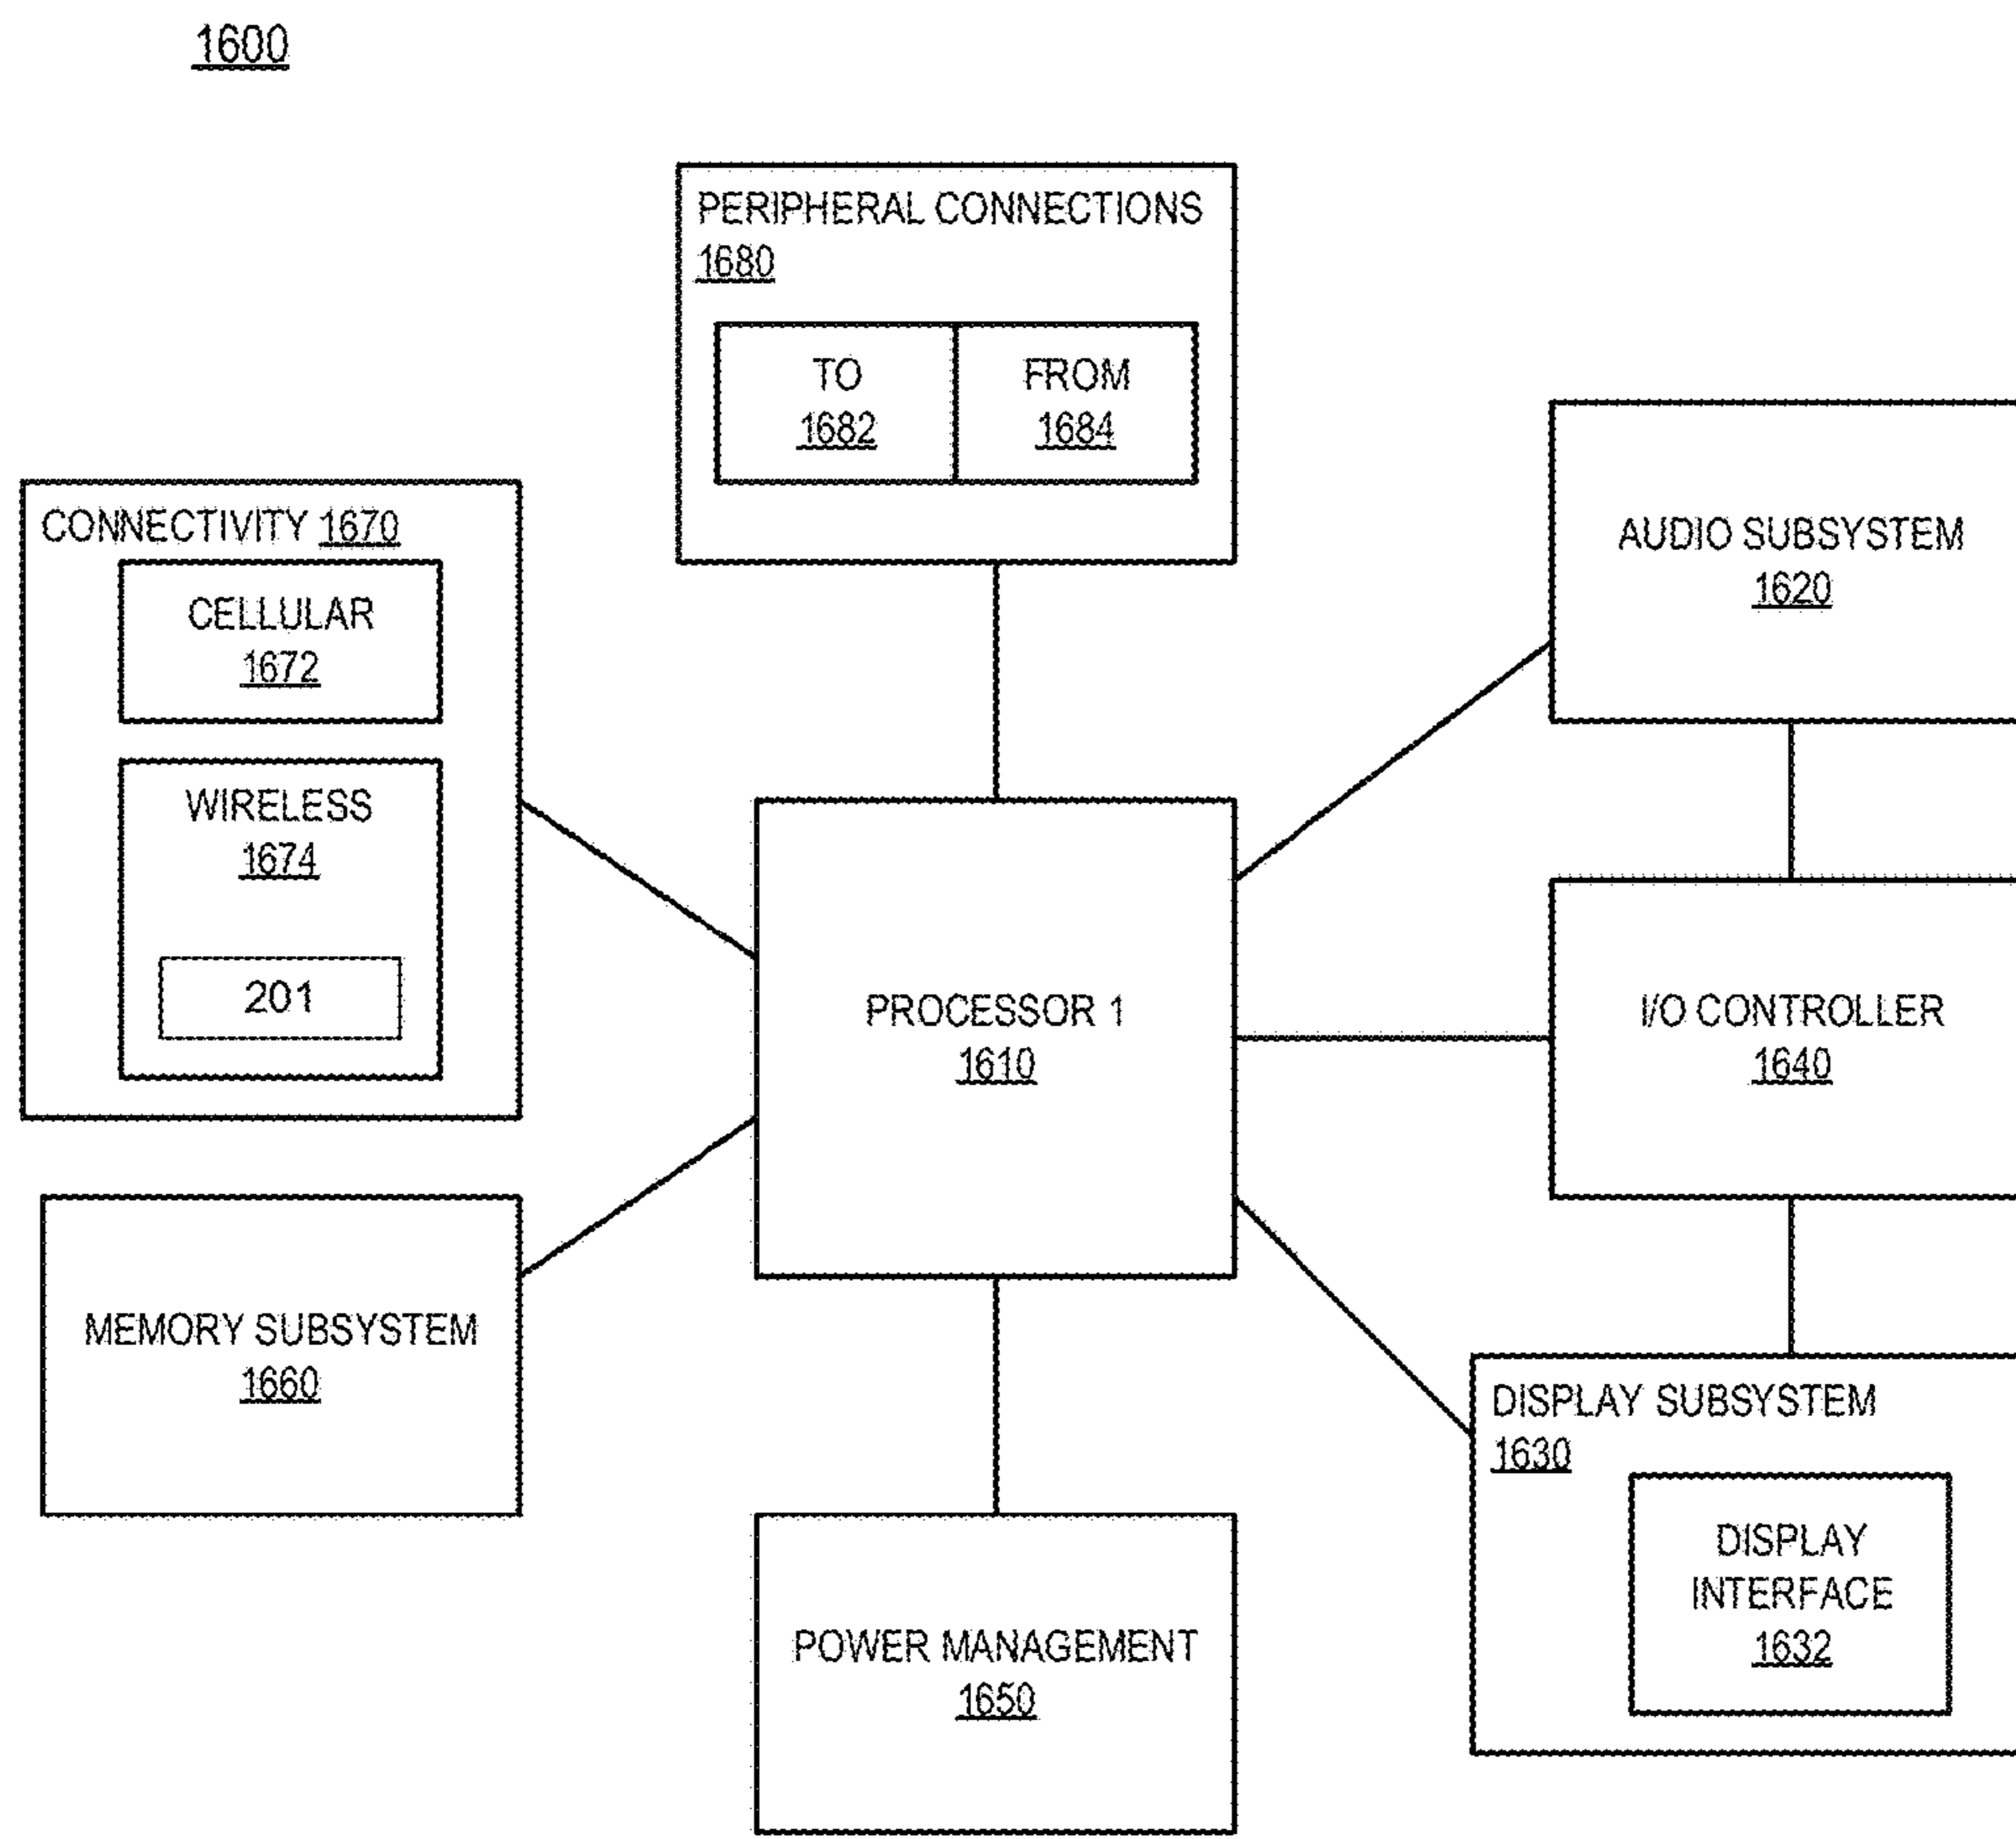 1600
PERIPHERAL CONNECTIONS
1680
TO
1682
FROM
1684
CONNECTIVITY 1670
CELLULAR
1672
WIRELESS
1674
201
AUDIO SUBSYSTEM
1620
PROCESSOR 1
1610
I/O CONTROLLER
1640
MEMORY SUBSYSTEM
1660
DISPLAY SUBSYSTEM
1630
DISPLAY
INTERFACE
1632
POWER MANAGEMENT
1650